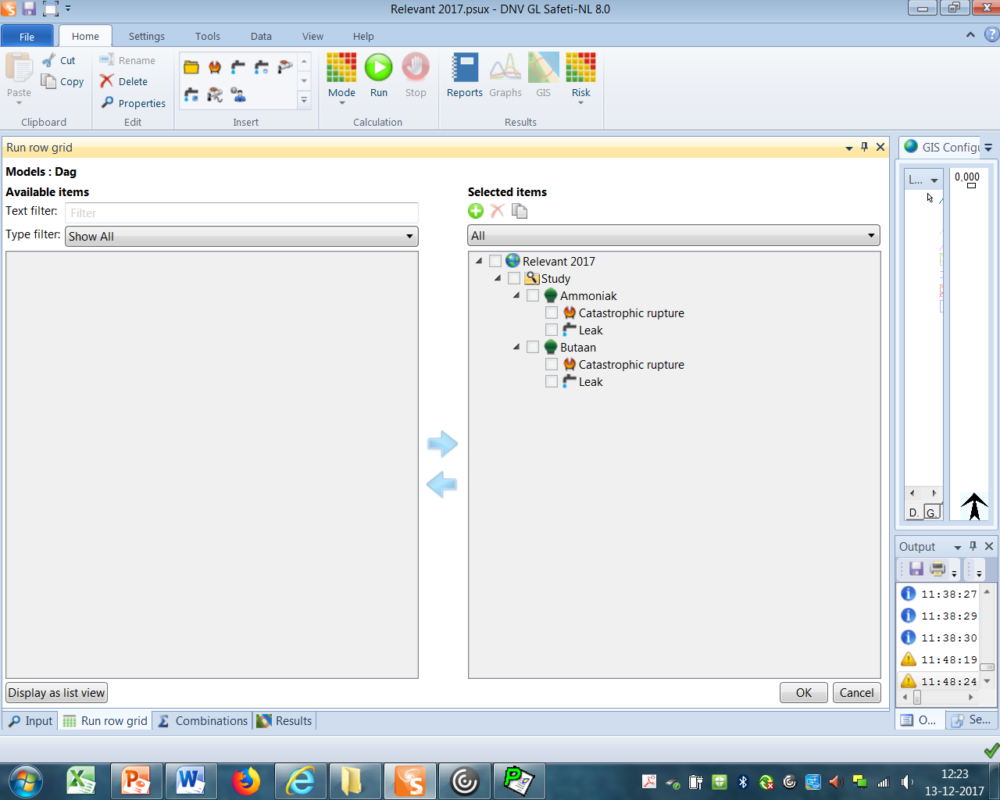 Relevant 2017.psux - DNV GL Safeti-NL 8.0
File Home Settings Tools Data View Help
Paste Cut Copy Rename Delete Properties Mode Run Stop Reports Graphs GIS Risk
Clipboard Edit Insert Calculation Results
Run row grid GIS Configu
Models : Dag
Available items Selected items
Text filter: Filter
Type filter: Show All All
L... 0,000
Relevant 2017
Study
Ammoniak
Catastrophic rupture
Leak
Butaan
Catastrophic rupture
Leak
D. G.
Output
11:38:27
11:38:29
11:38:30
11:48:19
11:48:24
Display as list view OK Cancel
Input Run row grid Combinations Results O... Se...
12:23
13-12-2017